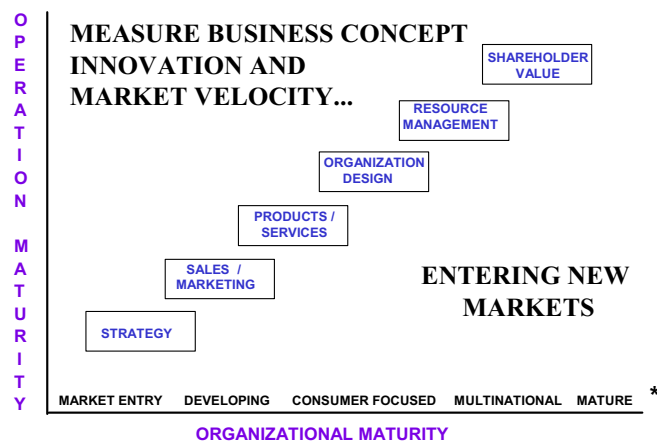 OPERATION MATURITY
MEASURE BUSINESS CONCEPT
INNOVATION AND
MARKET VELOCITY...
SHAREHOLDER
VALUE
RESOURCE
MANAGEMENT
ORGANIZATION
DESIGN
PRODUCTS /
SERVICES
SALES /
MARKETING
ENTERING NEW
MARKETS
STRATEGY
MARKET ENTRY DEVELOPING CONSUMER FOCUSED MULTINATIONAL MATURE *
ORGANIZATIONAL MATURITY